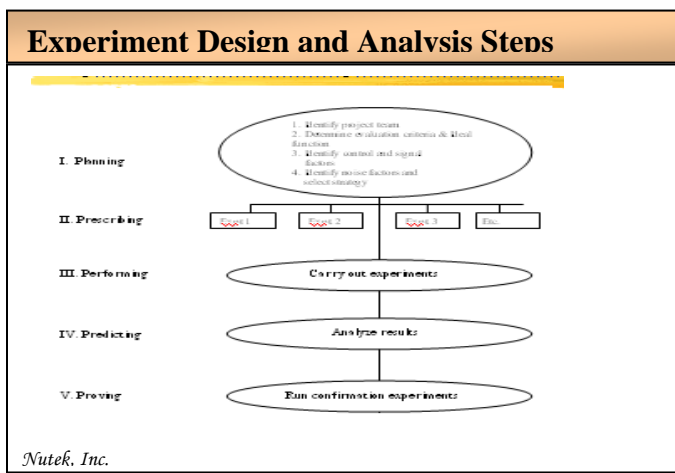 Experiment Design and Analysis Steps
1. Identify project team
2. Determine evaluation criteria & Ideal
function
3. Identify control and signal
factors
4. Identify noise factors and
select strategy
I. Planning
II. Prescribing
Expt 1
Expt 2
Expt 3
Etc.
III. Performing
Carry out experiments
IV. Predicting
Analyze results
V. Proving
Run confirmation experiments
Nutek, Inc.